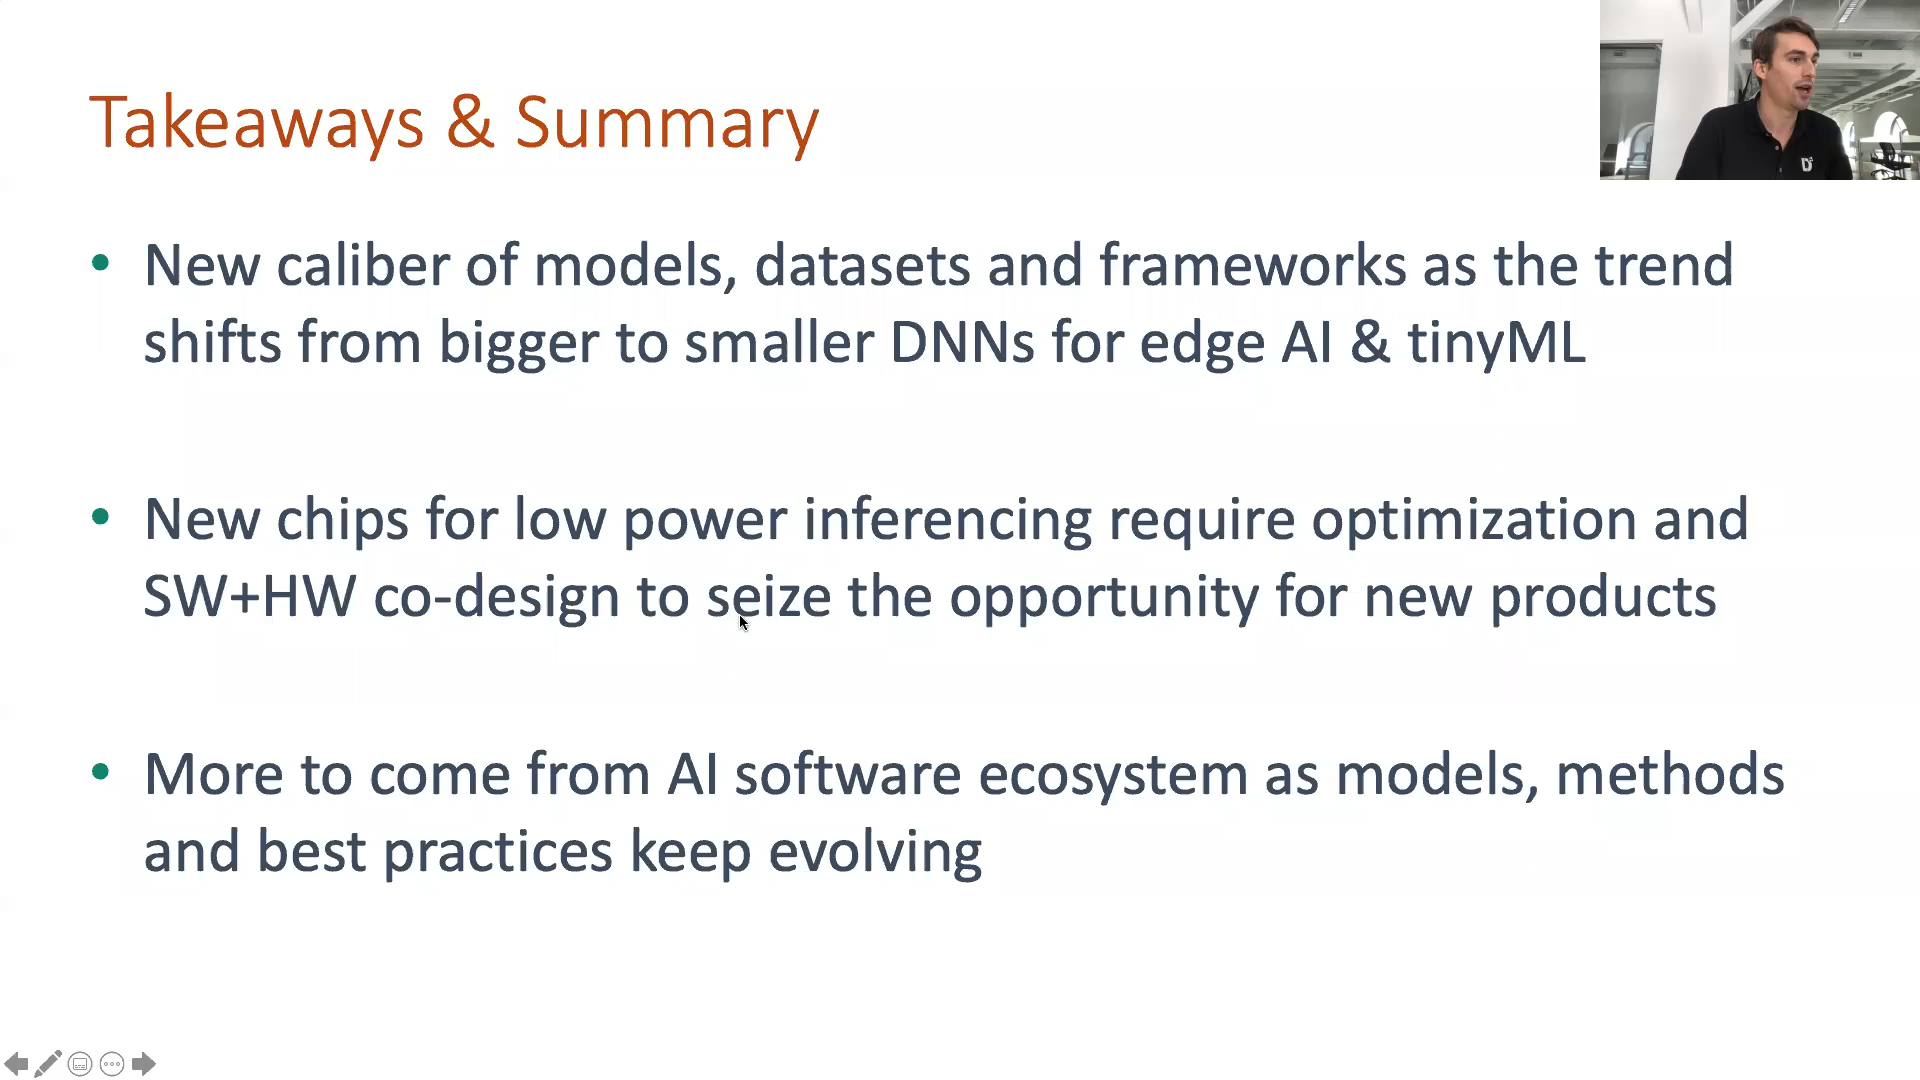 Takeaways & Summary
• New caliber of models, datasets and frameworks as the trend
shifts from bigger to smaller DNNs for edge AI & tinyML
• New chips for low power inferencing require optimization and
SW+HW co-design to seize the opportunity for new products
• More to come from AI software ecosystem as models, methods
and best practices keep evolving